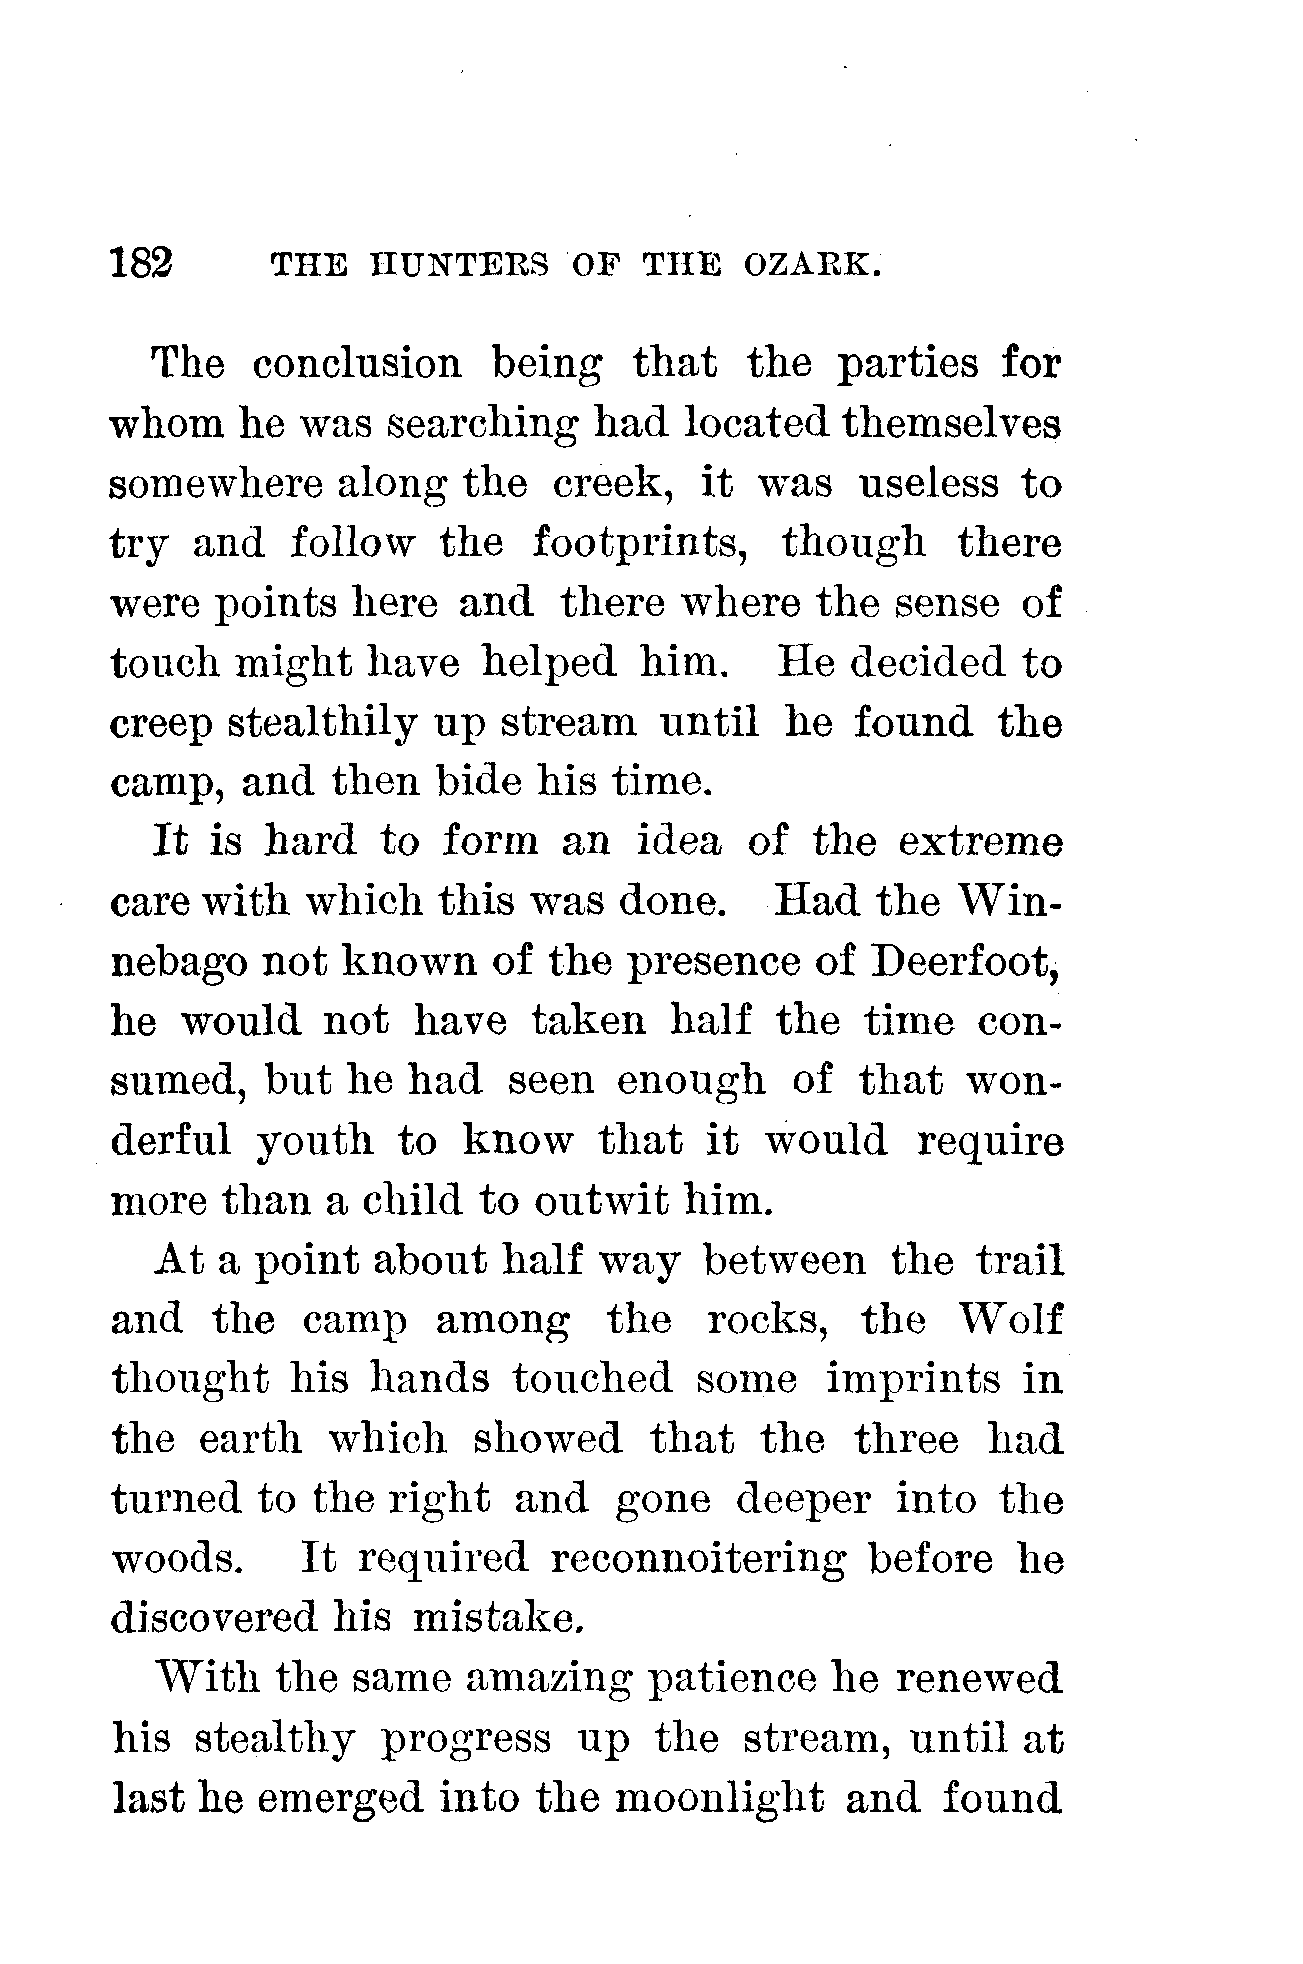 182 THE HUNTERS OF THE OZARK.
The conclusion being that the parties for
whom he was searching had located themselves
somewhere along the creek, it was useless to
try and follow the footprints, though there
were points here and there where the sense of
touch might have helped him. He decided to
creep stealthily up stream until he found the
camp, and then bide his time.
It is hard to form an idea of the extreme
care with which this was done. Had the Win-
nebago not known of the presence of Deerfoot,
he would not have taken half the time con-
sumed, but he had seen enough of that won-
derful youth to know that it would require
more than a child to outwit him.
At a point about half way between the trail
and the camp among the rocks, the Wolf
thought his hands touched some imprints in
the earth which showed that the three had
turned to the right and gone deeper into the
woods. It required reconnoitering before he
discovered his mistake.
With the same amazing patience he renewed
his stealthy progress up the stream, until at
last he emerged into the moonlight and found